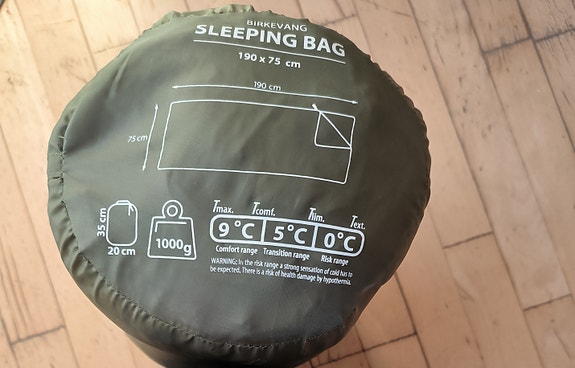 BIRKEVANG
SLEEPING BAG
190 x 75 cm
190 cm
75 cm
Tmax. Tcomf. Tlim. Text.
9°C 5°C 0°C
Comfort range Transition range Risk range
WARNING: In the risk range a strong sensation of cold has to
be expected. There is a risk of health damage by hypothermia.
35 cm
20 cm
1000g